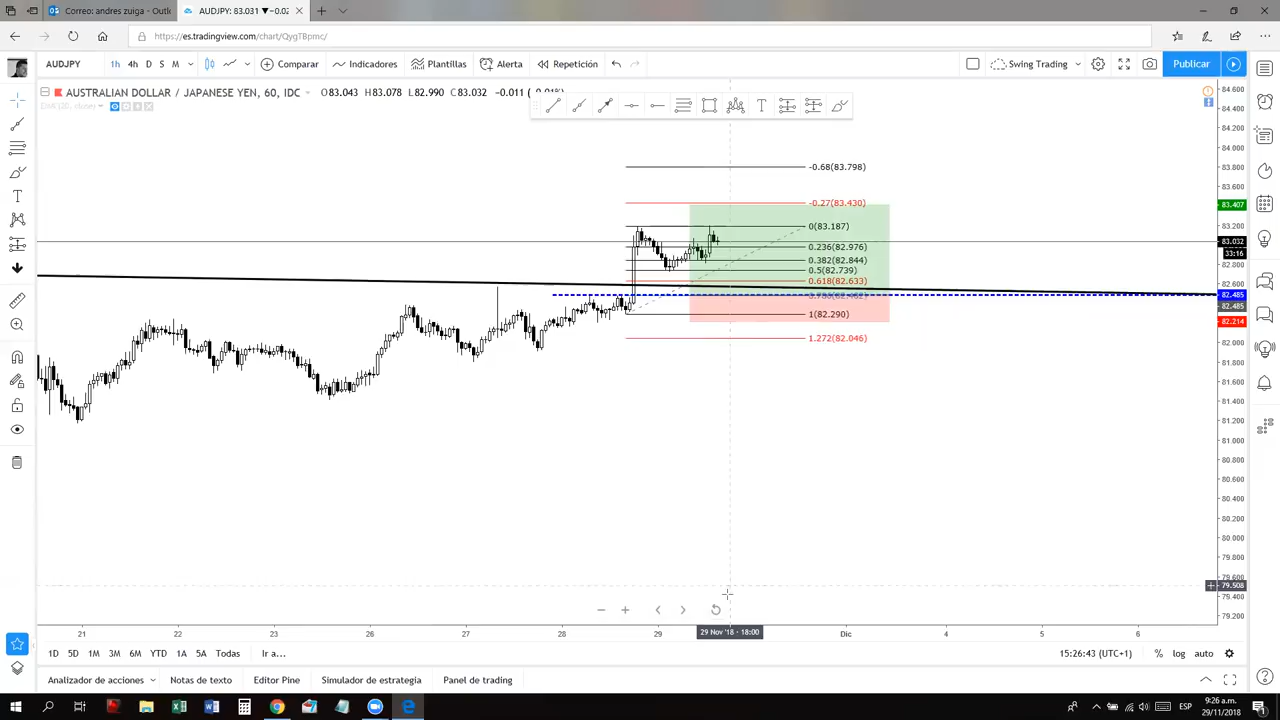 Correo: andres zuiga - Outl
AUDJPY: 83.031 ▼−0.02
https://es.tradingview.com/chart/QygTBpmc/
AUDJPY
1h 4h D S M
Comparar
Indicadores
Plantillas
Alerta
Repetición
Swing Trading
Publicar
AUSTRALIAN DOLLAR / JAPANESE YEN, 60, IDC
O83.043 H83.078 L82.990 C83.032
84.600
84.400
84.200
84.000
83.800
-0.68(83.798)
83.600
-0.27(83.430)
83.407
0(83.187)
83.200
83.032
33:16
0.236(82.976)
0.382(82.844)
82.800
0.5(82.739)
0.618(82.633)
82.600
82.485
82.485
1(82.290)
82.214
1.272(82.046)
82.000
81.800
81.600
81.400
81.200
81.000
80.800
80.600
80.400
80.200
80.000
79.800
79.600
79.508
79.400
79.200
21 22 23 26 27 28 29 29 Nov '18 - 18:00 Dic 4 5 6
1D 5D 1M 3M 6M YTD 1A 5A Todas Ir a...
15:26:43 (UTC+1) % log auto
Analizador de acciones Notas de texto Editor Pine Simulador de estrategia Panel de trading
ESP
9:26 a.m.
29/11/2018